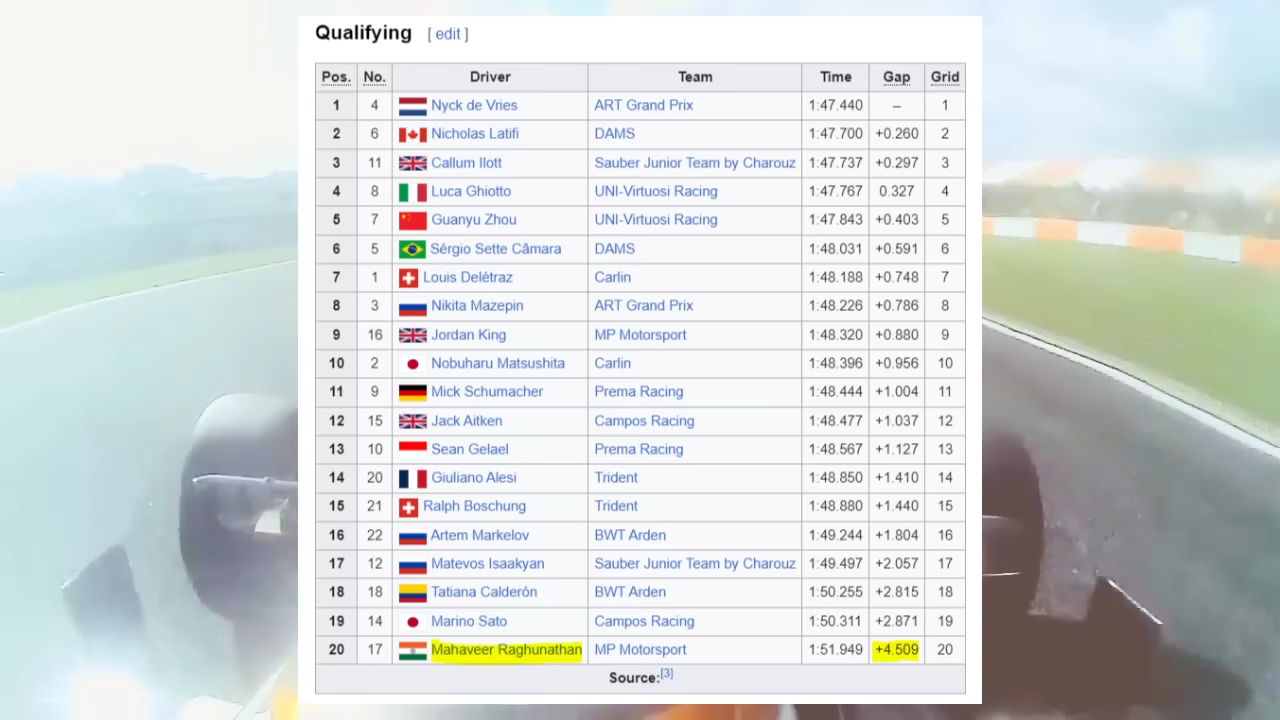 Qualifying [ edit ]
Pos. No. Driver Team Time Gap Grid
1 4 Nyck de Vries ART Grand Prix 1:47.440 – 1
2 6 Nicholas Latifi DAMS 1:47.700 +0.260 2
3 11 Callum Ilott Sauber Junior Team by Charouz 1:47.737 +0.297 3
4 8 Luca Ghiotto UNI-Virtuosi Racing 1:47.767 0.327 4
5 7 Guanyu Zhou UNI-Virtuosi Racing 1:47.843 +0.403 5
6 5 Sérgio Sette Câmara DAMS 1:48.031 +0.591 6
7 1 Louis Delétraz Carlin 1:48.188 +0.748 7
8 3 Nikita Mazepin ART Grand Prix 1:48.226 +0.786 8
9 16 Jordan King MP Motorsport 1:48.320 +0.880 9
10 2 Nobuharu Matsushita Carlin 1:48.396 +0.956 10
11 9 Mick Schumacher Prema Racing 1:48.444 +1.004 11
12 15 Jack Aitken Campos Racing 1:48.477 +1.037 12
13 10 Sean Gelael Prema Racing 1:48.567 +1.127 13
14 20 Giuliano Alesi Trident 1:48.850 +1.410 14
15 21 Ralph Boschung Trident 1:48.880 +1.440 15
16 22 Artem Markelov BWT Arden 1:49.244 +1.804 16
17 12 Matevos Isaakyan Sauber Junior Team by Charouz 1:49.497 +2.057 17
18 18 Tatiana Calderón BWT Arden 1:50.255 +2.815 18
19 14 Marino Sato Campos Racing 1:50.311 +2.871 19
20 17 Mahaveer Raghunathan MP Motorsport 1:51.949 +4.509 20
Source:[3]